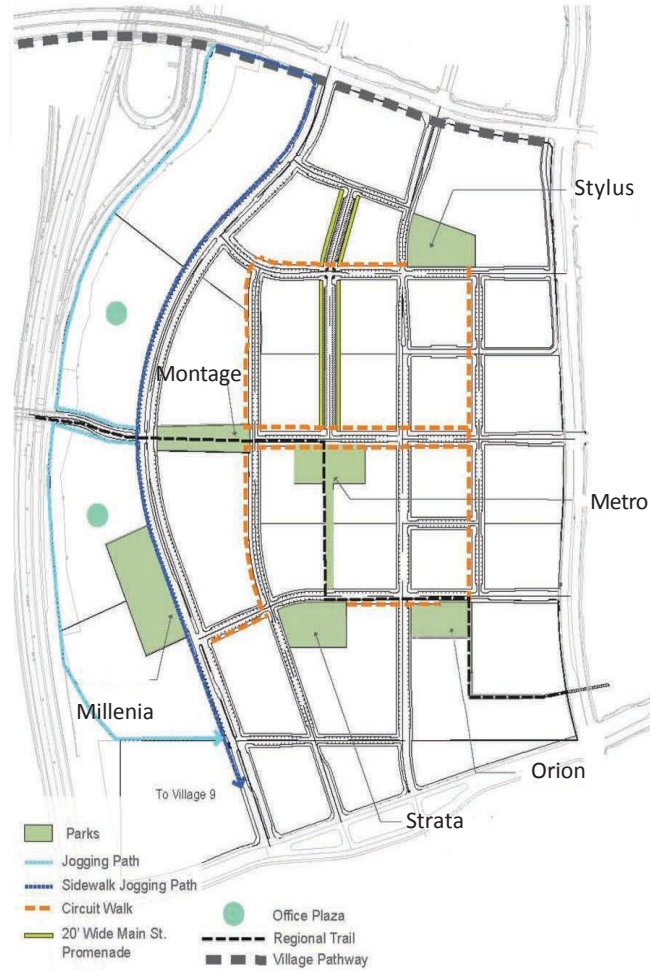 Stylus
Montage
Metro
Millenia
Orion
To Village 9
Strata
Parks
Jogging Path
Sidewalk Jogging Path
Circuit Walk
20' Wide Main St.
Promenade
Office Plaza
Regional Trail
Village Pathway